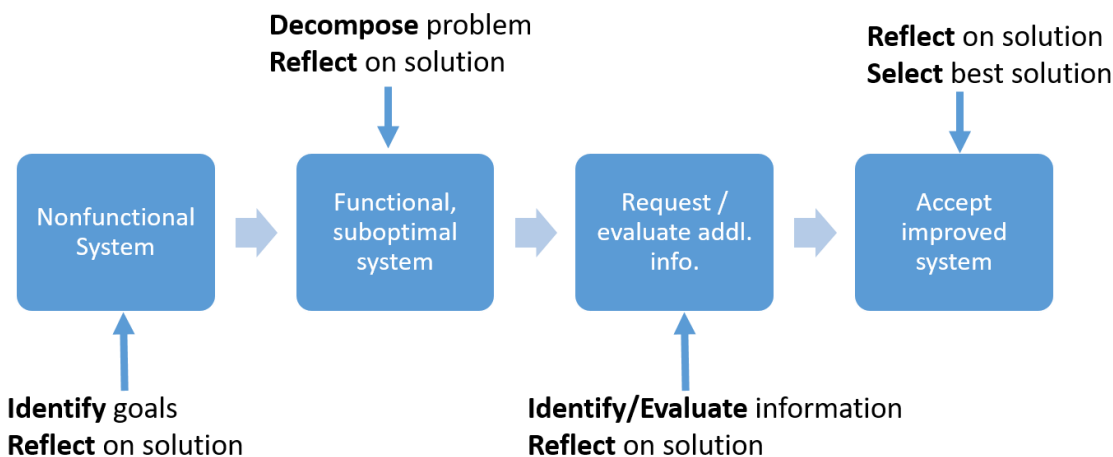 Decompose problem
Reflect on solution
Reflect on solution
Select best solution
Nonfunctional
System
Functional,
suboptimal
system
Request /
evaluate addl.
info.
Accept
improved
system
Identify goals
Reflect on solution
Identify/Evaluate information
Reflect on solution